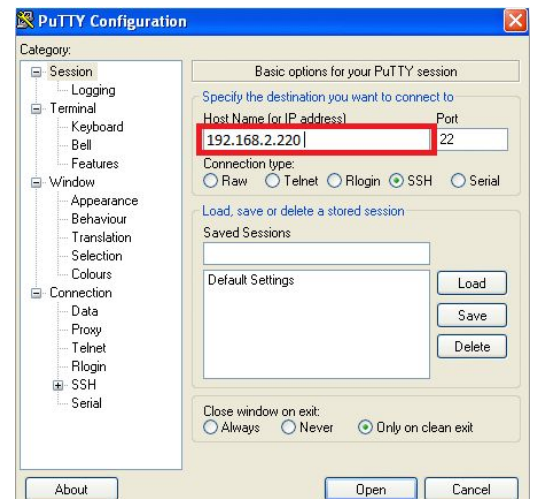 PuTTY Configuration
Category:
Session
Logging
Terminal
Keyboard
Bell
Features
Window
Appearance
Behaviour
Translation
Selection
Colours
Connection
Data
Proxy
Telnet
Rlogin
SSH
Serial
Basic options for your PuTTY session
Specify the destination you want to connect to
Host Name (or IP address) Port
192.168.2.220 22
Connection type:
Raw Telnet Rlogin SSH Serial
Load, save or delete a stored session
Saved Sessions
Default Settings
Load
Save
Delete
Close window on exit:
Always Never Only on clean exit
About Open Cancel